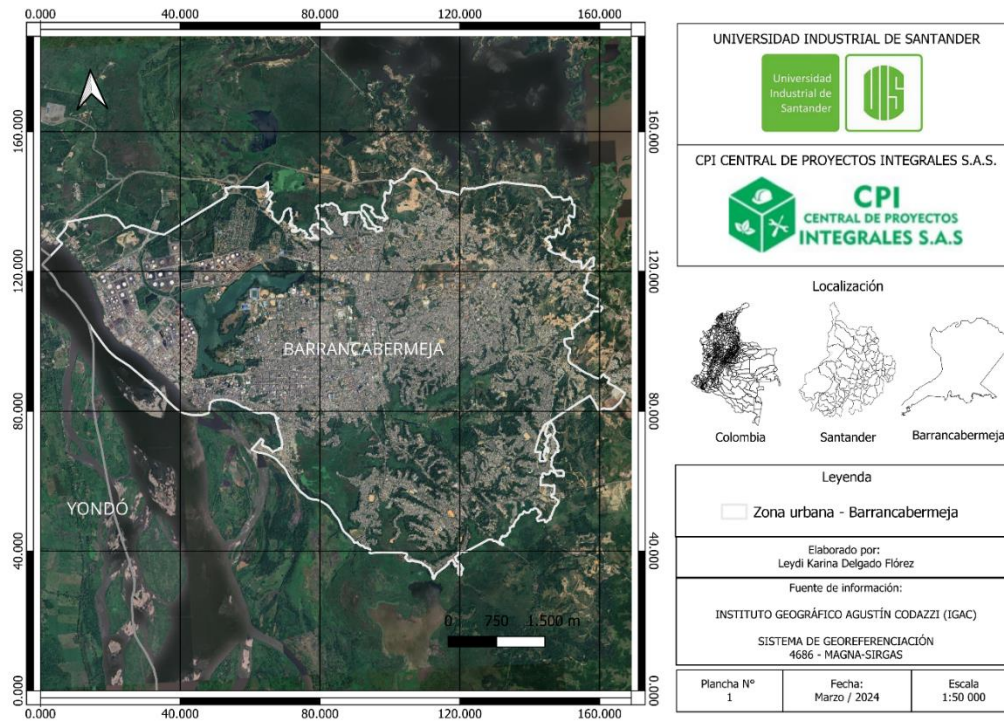 0.000 40.000 80.000 120.000 160.000
160.000 160.000
120.000 120.000
BARRANCABERMEJA
80.000 80.000
YONDÓ
40.000 40.000
0 750 1.500 m
0.000 0.000
0.000 40.000 80.000 120.000 160.000
UNIVERSIDAD INDUSTRIAL DE SANTANDER
Universidad
Industrial de
Santander
UIS
CPI CENTRAL DE PROYECTOS INTEGRALES S.A.S.
CPI
CENTRAL DE PROYECTOS
INTEGRALES S.A.S
Localización
Colombia Santander Barrancabermeja
Leyenda
Zona urbana - Barrancabermeja
Elaborado por:
Leydi Karina Delgado Flórez
Fuente de información:
INSTITUTO GEOGRÁFICO AGUSTÍN CODAZZI (IGAC)
SISTEMA DE GEOREFERENCIACIÓN
4686 - MAGNA-SIRGAS
Plancha N° Fecha: Escala
1 Marzo / 2024 1:50 000